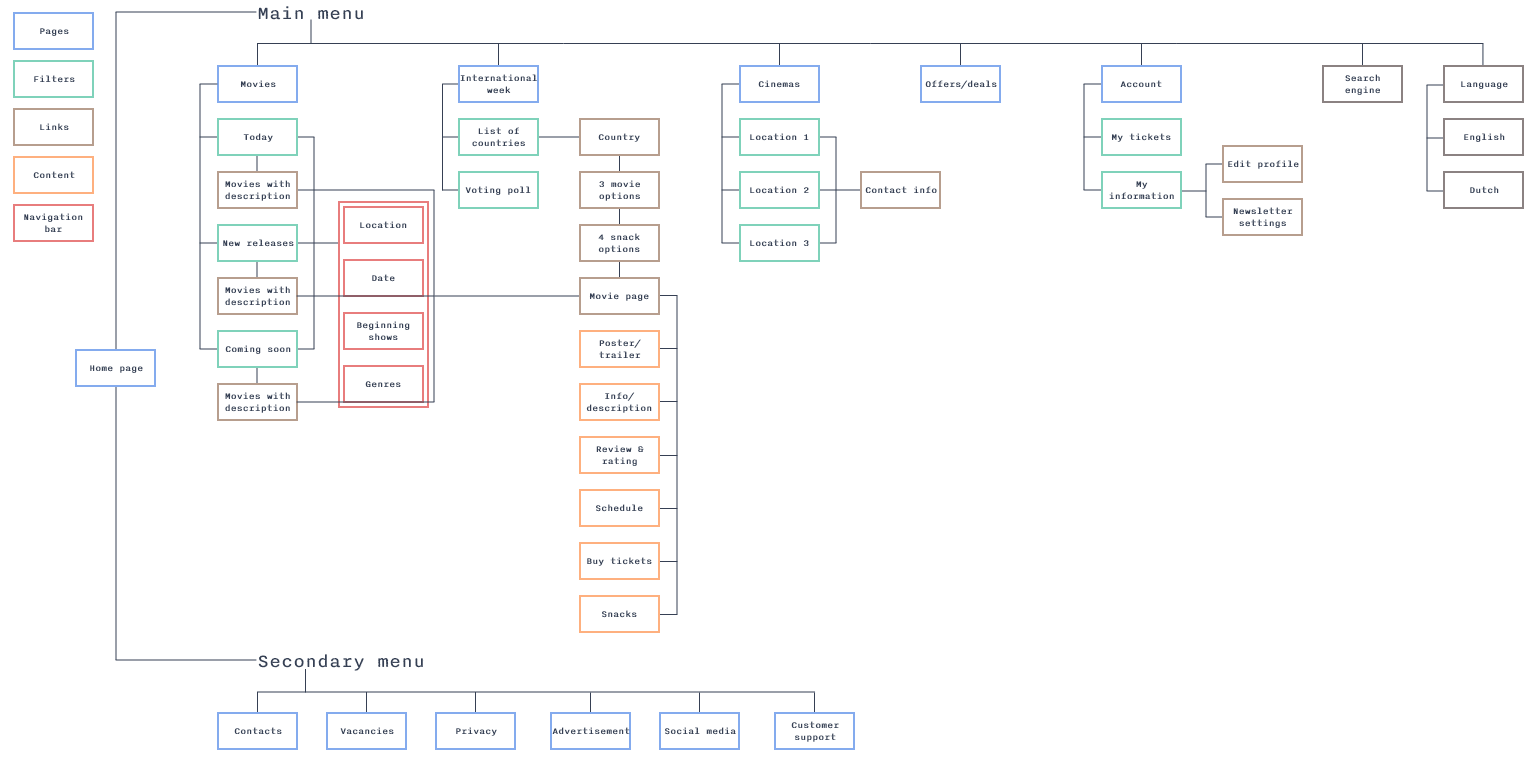 Main menu
Pages
Filters
Links
Content
Navigation
bar
Home page
Movies
Today
Movies with
description
New releases
Movies with
description
Coming soon
Movies with
description
Location
Date
Beginning
shows
Genres
International
week
List of
countries
Voting poll
Country
3 movie
options
4 snack
options
Movie page
Poster/
trailer
Info/
description
Review &
rating
Schedule
Buy tickets
Snacks
Cinemas
Location 1
Location 2
Location 3
Contact info
Offers/deals
Account
My tickets
My
information
Edit profile
Newsletter
settings
Search
engine
Language
English
Dutch
Secondary menu
Contacts
Vacancies
Privacy
Advertisement
Social media
Customer
support